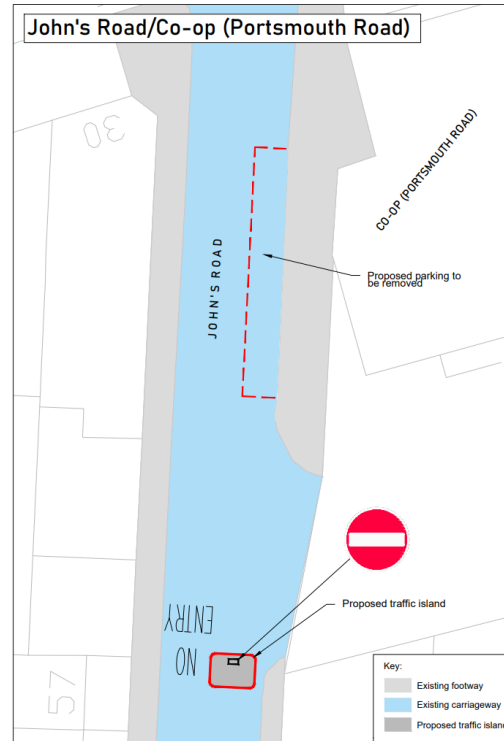 John's Road/Co-op (Portsmouth Road)
30
CO-OP (PORTSMOUTH ROAD)
JOHN'S ROAD
Proposed parking to
be removed
ENTRY
NO
Proposed traffic island
57
Key:
Existing footway
Existing carriageway
Proposed traffic island